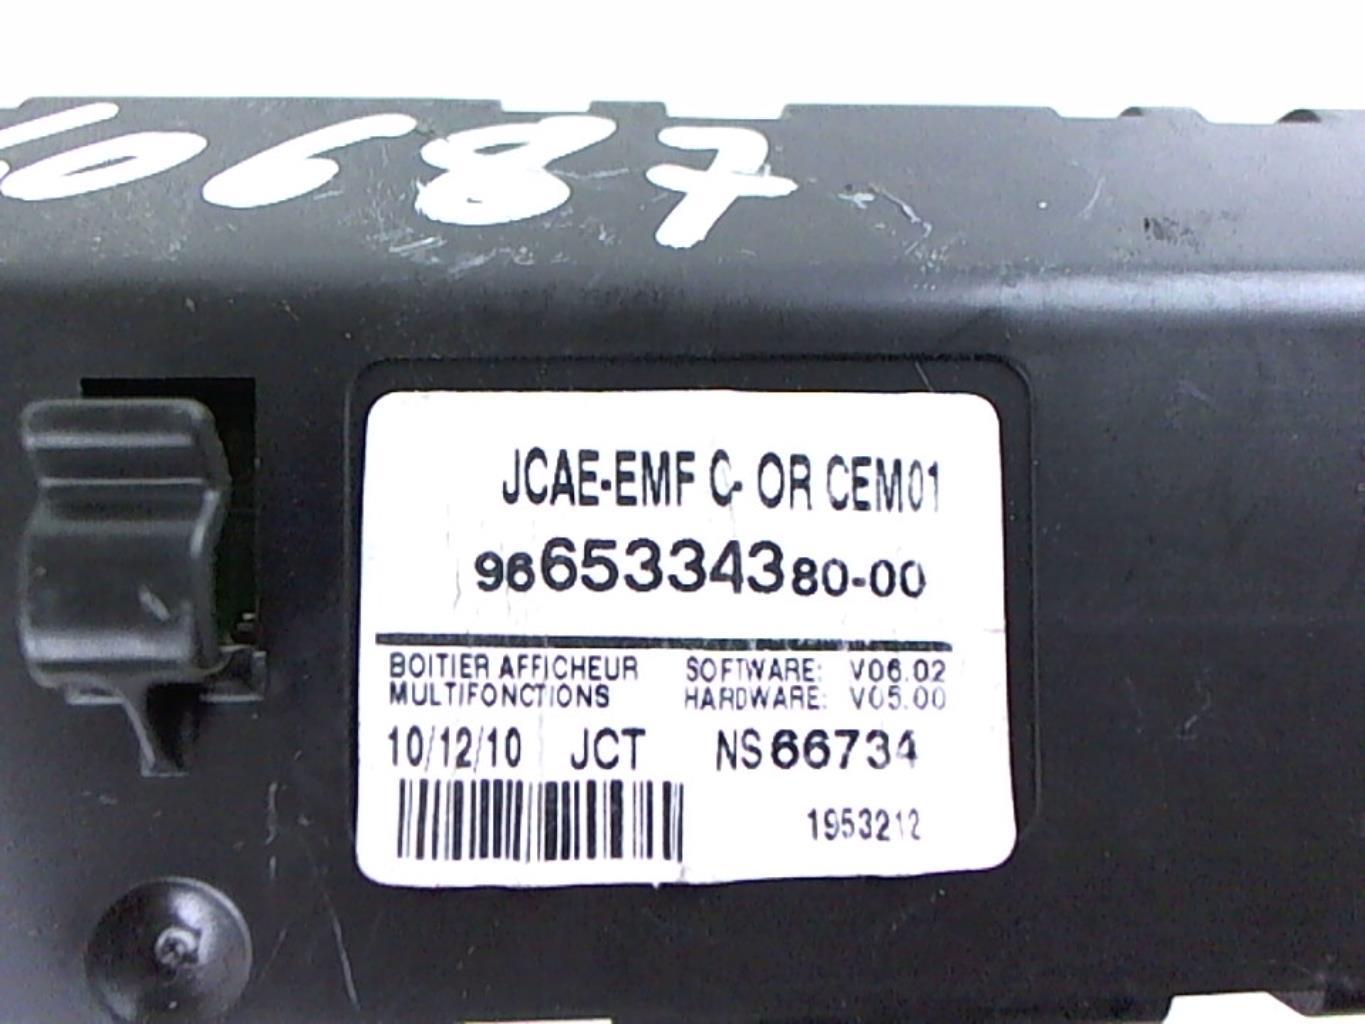 JCAE-EMF C- OR CEM01
9665334380-00
BOITIER AFFICHEUR SOFTWARE: V06.02
MULTIFONCTIONS HARDWARE: V05.00
10/12/10 JCT NS66734
1953212